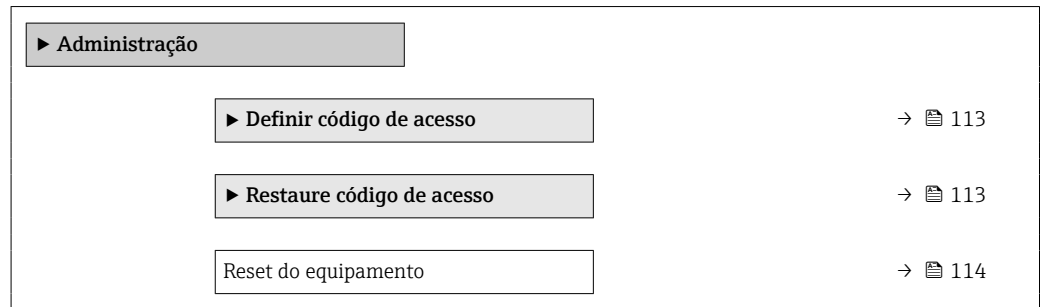 ▶ Administração
▶ Definir código de acesso → 🖹 113
▶ Restaure código de acesso → 🖹 113
Reset do equipamento → 🖹 114